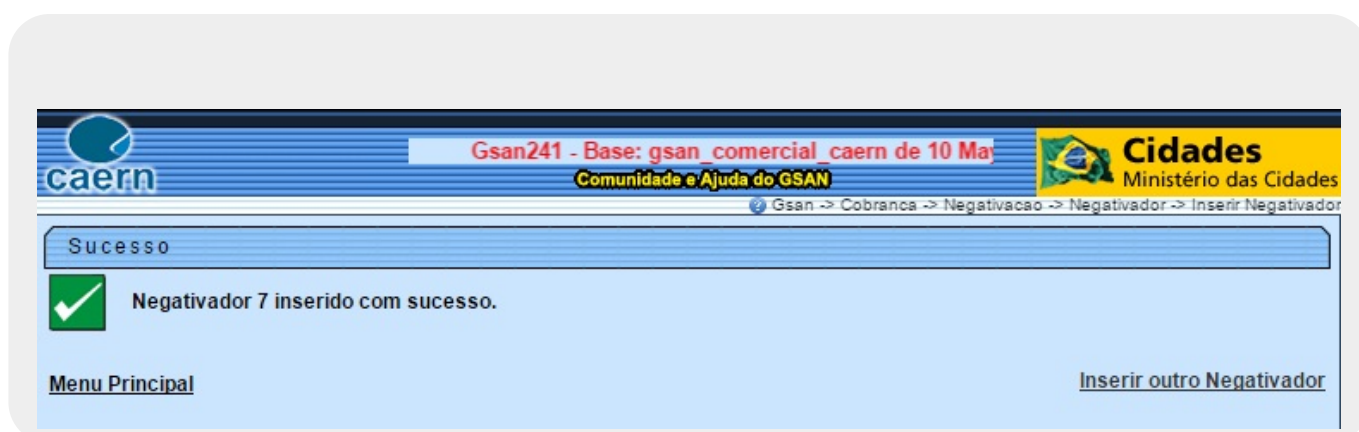 caern
Gsan241 - Base: gsan_comercial_caern de 10 May
Comunidade e Ajuda do GSAN
Cidades
Ministério das Cidades
Gsan -> Cobranca -> Negativacao -> Negativador -> Inserir Negativador
Sucesso
Negativador 7 inserido com sucesso.
Menu Principal
Inserir outro Negativador